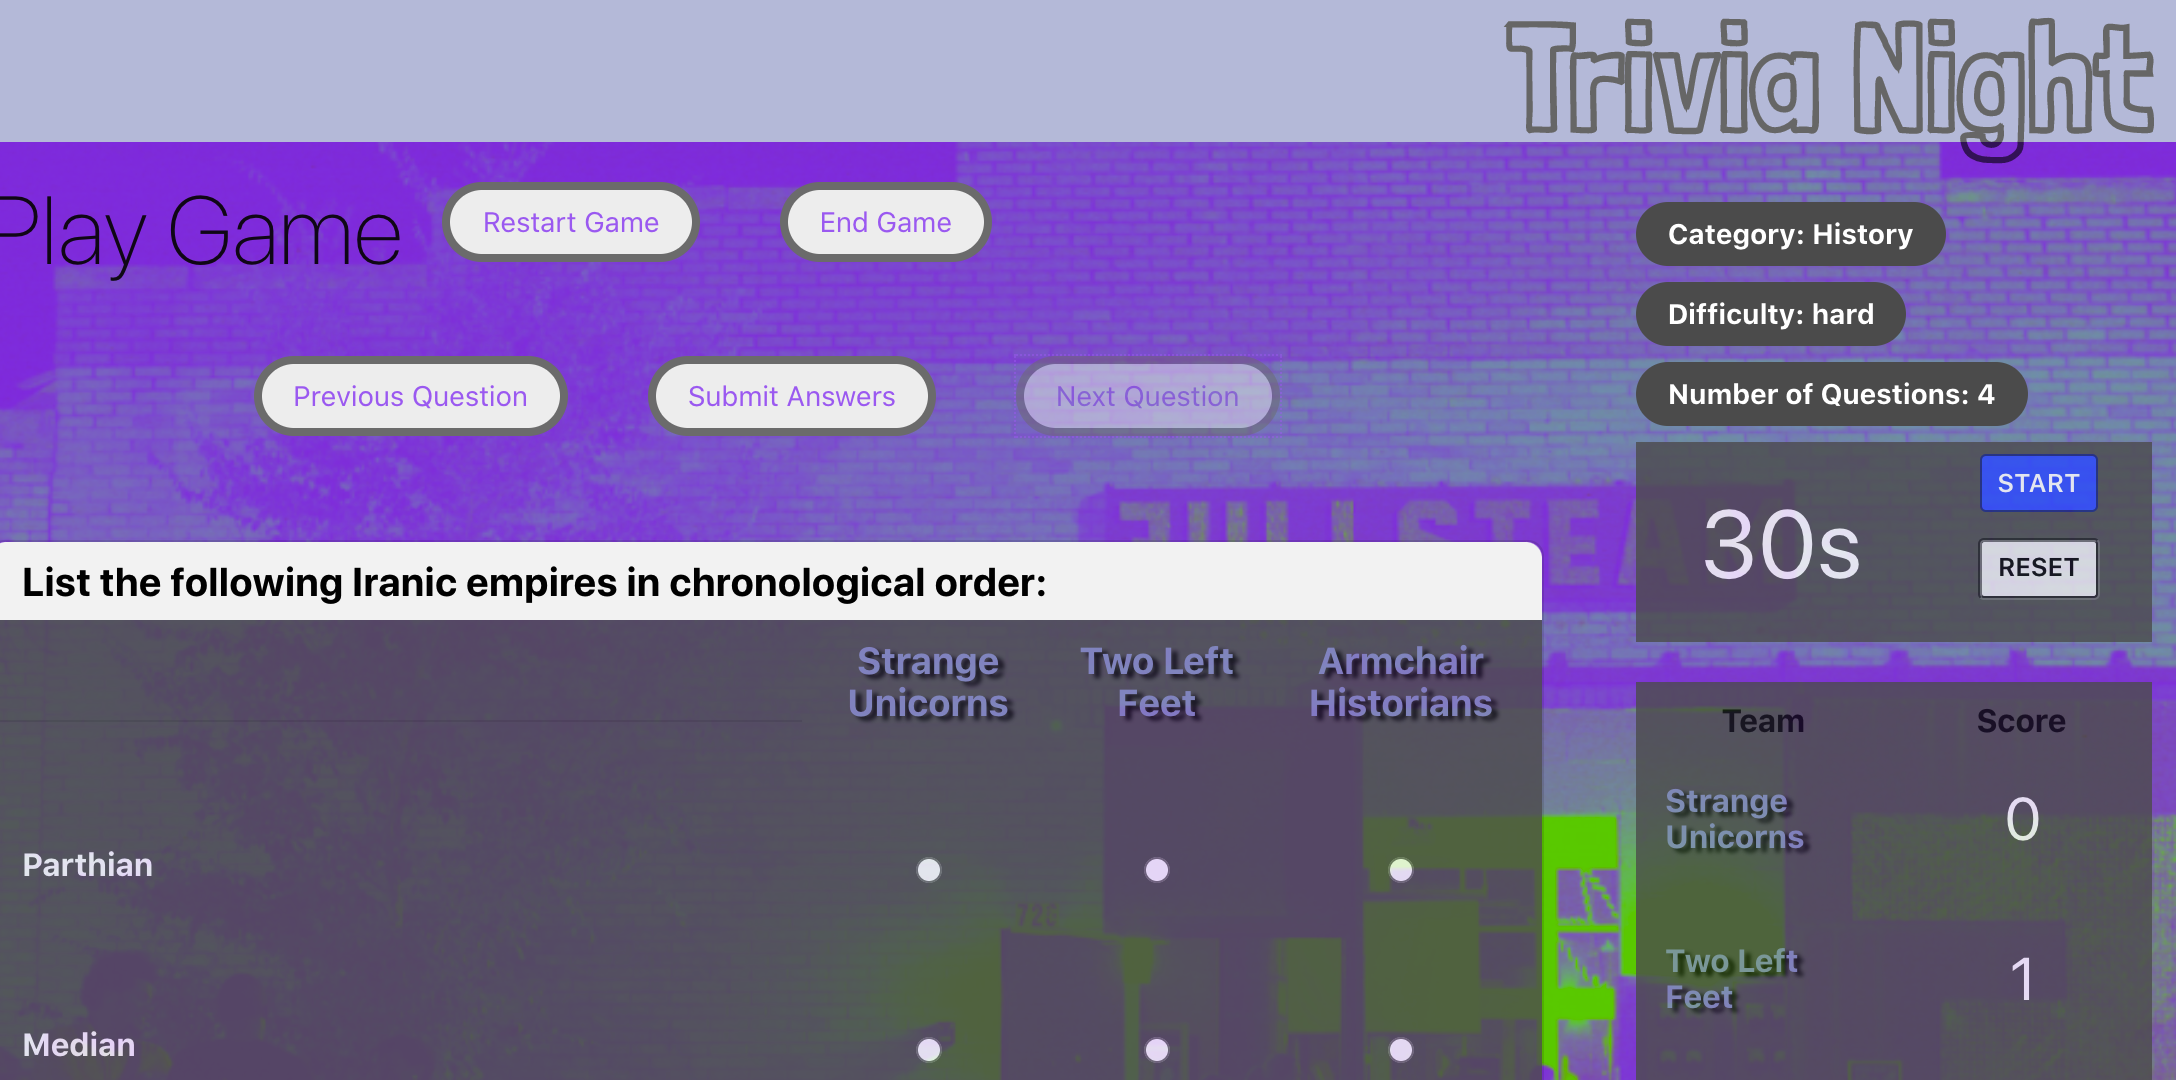 Trivia Night
Play Game
Restart Game
End Game
Previous Question
Submit Answers
Next Question
Category: History
Difficulty: hard
Number of Questions: 4
30s
START
RESET
List the following Iranic empires in chronological order:
Strange
Unicorns
Two Left
Feet
Armchair
Historians
Parthian
Median
726
Team
Score
Strange
Unicorns
0
Two Left
Feet
1